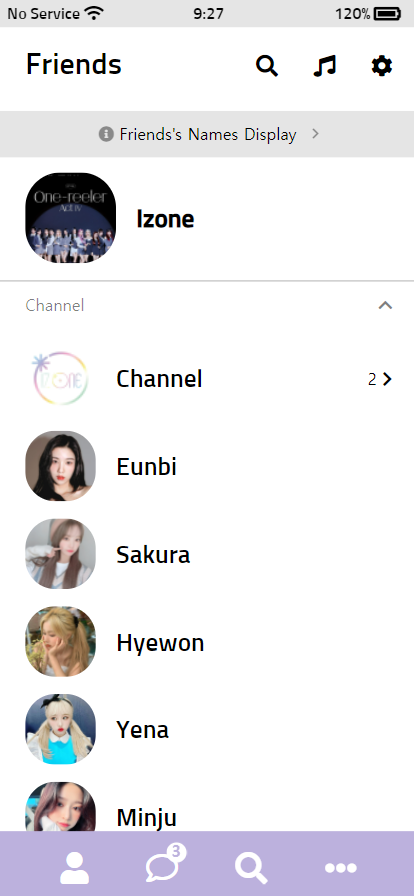 No Service 9:27 120%
Friends
Friends's Names Display
One-reeler
Act IV
Izone
Channel
IZ*ONE
Channel 2
Eunbi
Sakura
Hyewon
Yena
Minju
3